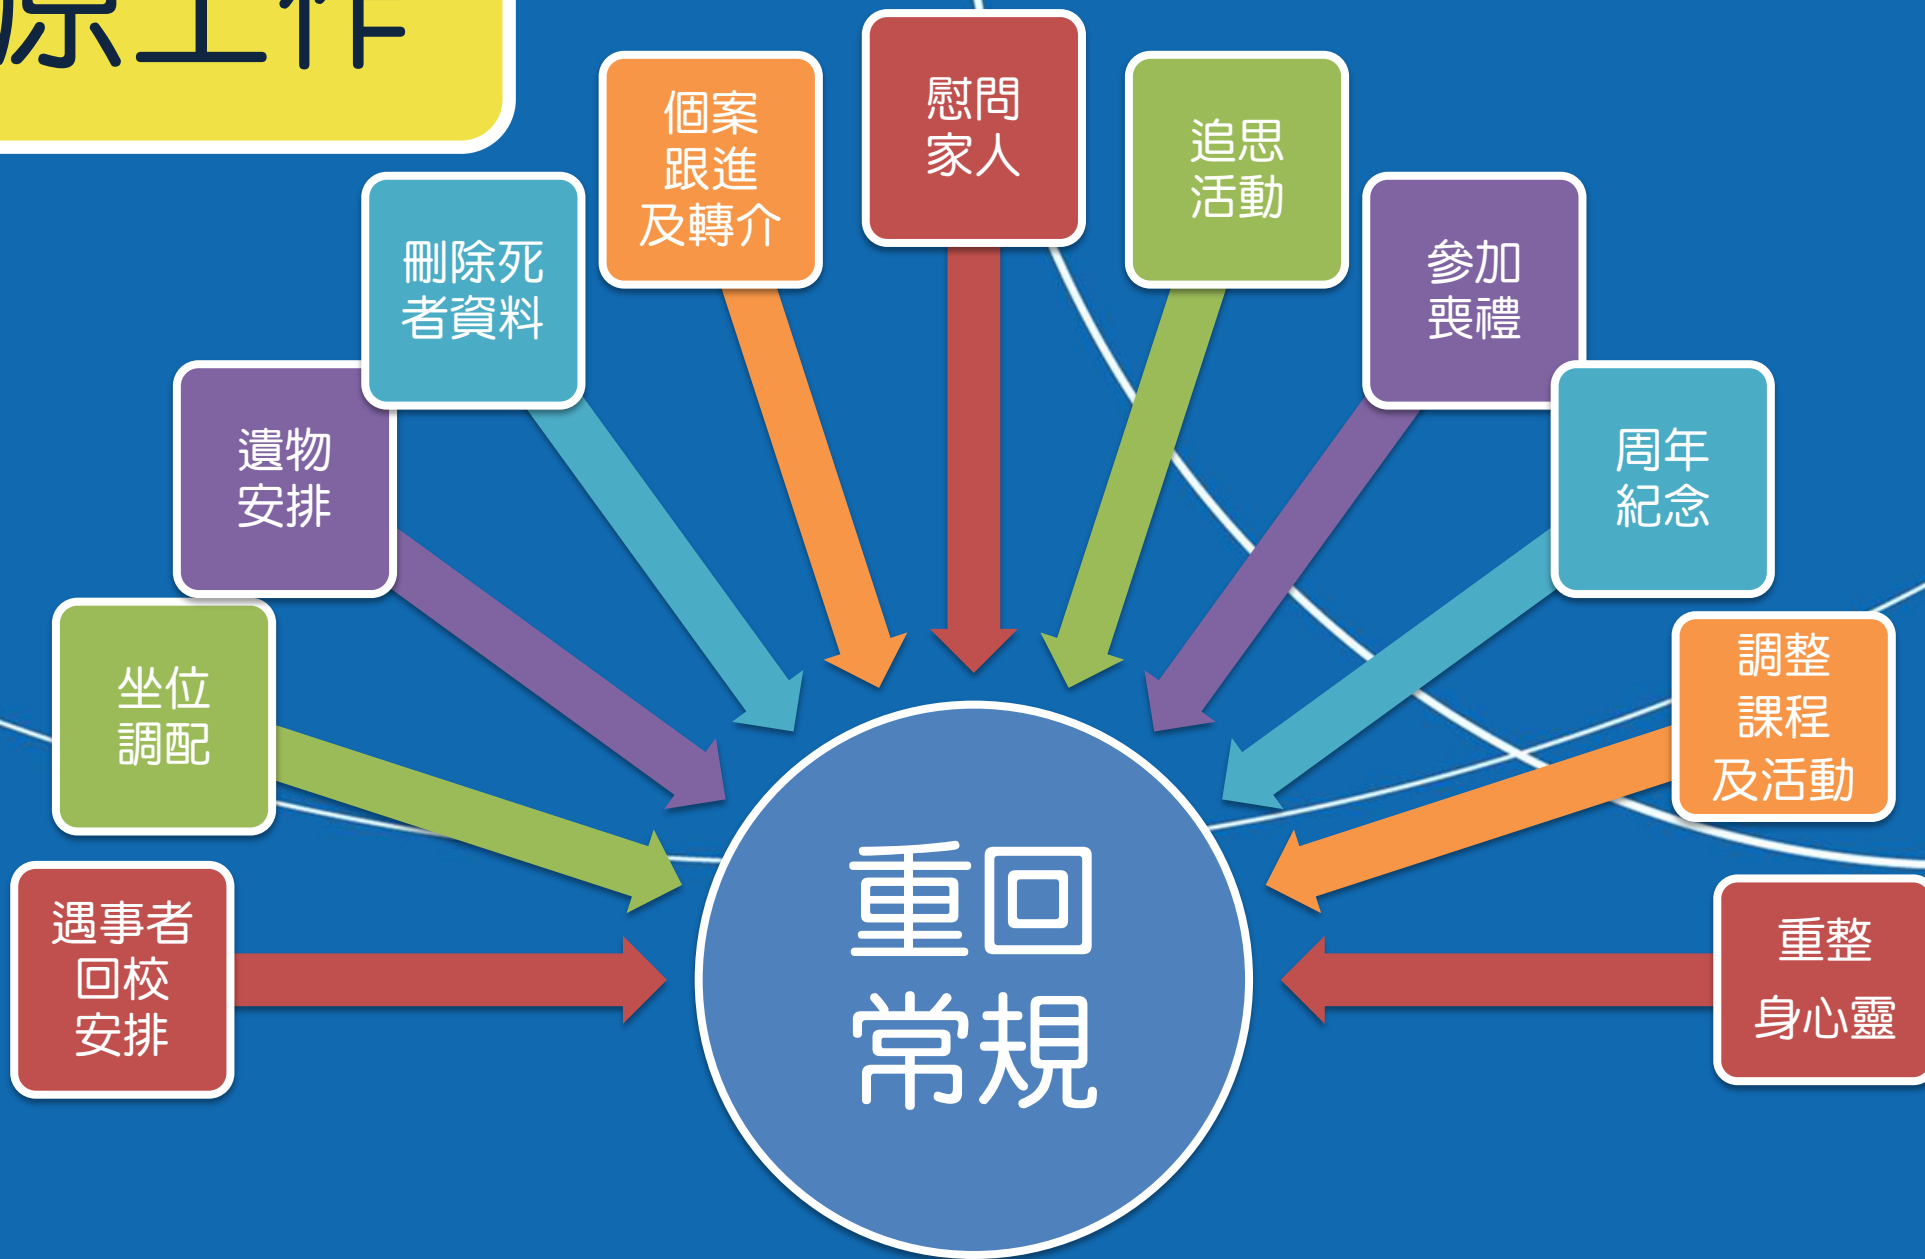 原工作
遇事者
回校
安排
坐位
調配
遺物
安排
刪除死
者資料
個案
跟進
及轉介
慰問
家人
追思
活動
參加
喪禮
周年
紀念
調整
課程
及活動
重整
身心靈
重回
常規